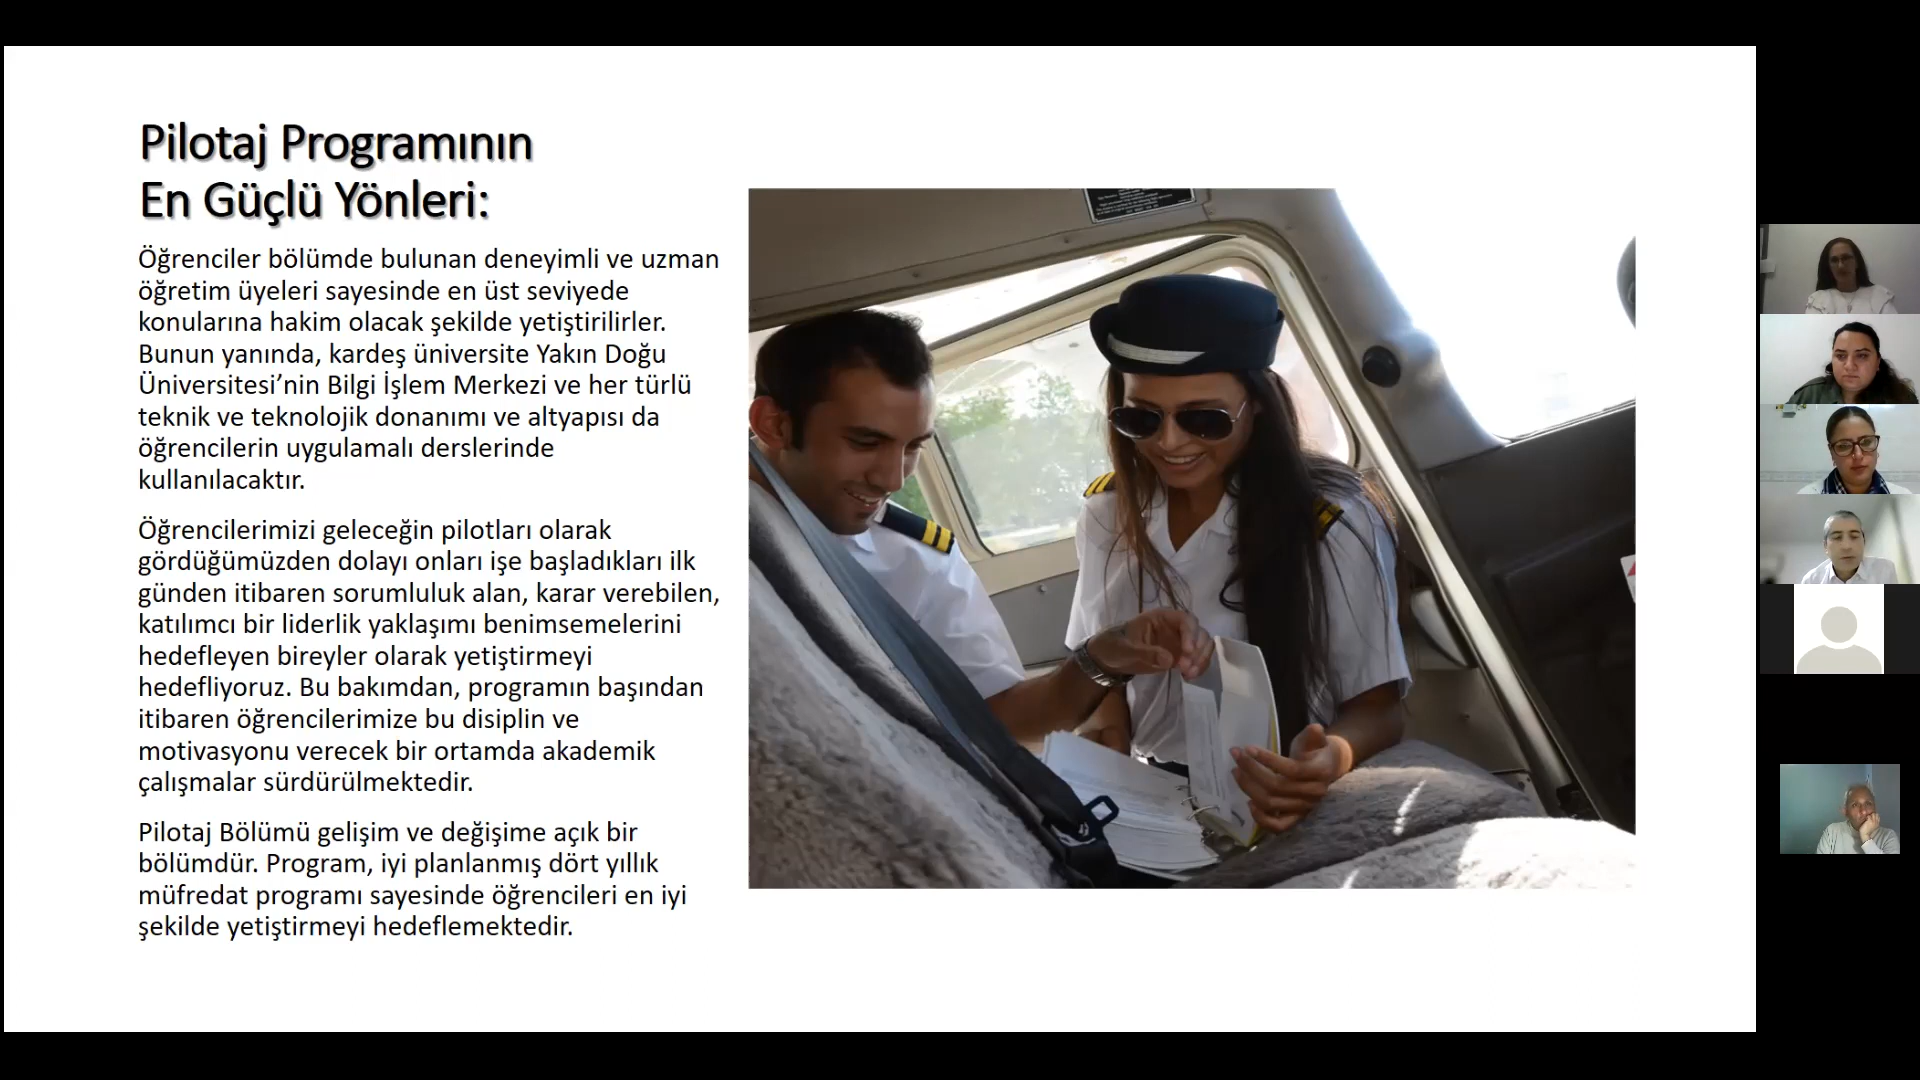 Pilotaj Programının
En Güçlü Yönleri:
Öğrenciler bölümde bulunan deneyimli ve uzman
öğretim üyeleri sayesinde en üst seviyede
konularına hakim olacak şekilde yetiştirilirler.
Bunun yanında, kardeş üniversite Yakın Doğu
Üniversitesi’nin Bilgi İşlem Merkezi ve her türlü
teknik ve teknolojik donanımı ve altyapısı da
öğrencilerin uygulamalı derslerinde
kullanılacaktır.
Öğrencilerimizi geleceğin pilotları olarak
gördüğümüzden dolayı onları işe başladıkları ilk
günden itibaren sorumluluk alan, karar verebilen,
katılımcı bir liderlik yaklaşımı benimsemelerini
hedefleyen bireyler olarak yetiştirmeyi
hedefliyoruz. Bu bakımdan, programın başından
itibaren öğrencilerimize bu disiplin ve
motivasyonu verecek bir ortamda akademik
çalışmalar sürdürülmektedir.
Pilotaj Bölümü gelişim ve değişime açık bir
bölümdür. Program, iyi planlanmış dört yıllık
müfredat programı sayesinde öğrencileri en iyi
şekilde yetiştirmeyi hedeflemektedir.